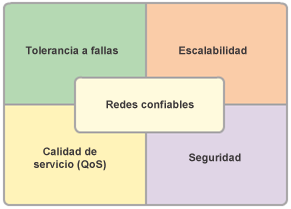 Tolerancia a fallas
Escalabilidad
Redes confiables
Calidad de
servicio (QoS)
Seguridad